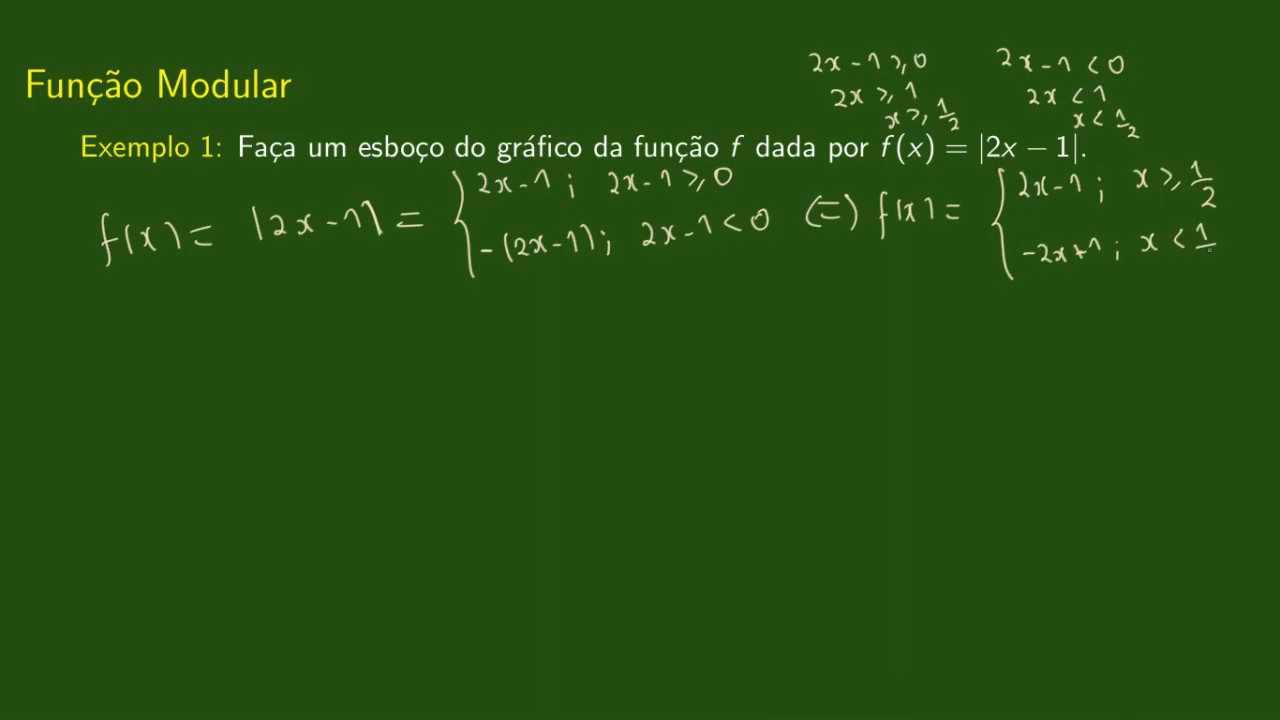 Função Modular
2x - 1 ≥ 0
2x ≥ 1
x ≥ 1/2
2x - 1 < 0
2x < 1
x < 1/2
Exemplo 1: Faça um esboço do gráfico da função f dada por f(x) = |2x − 1|.
f(x) = |2x - 1| = { 2x - 1 ; 2x - 1 ≥ 0
-(2x - 1) ; 2x - 1 < 0
(=) f(x) = { 2x - 1 ; x ≥ 1/2
-2x + 1 ; x < 1